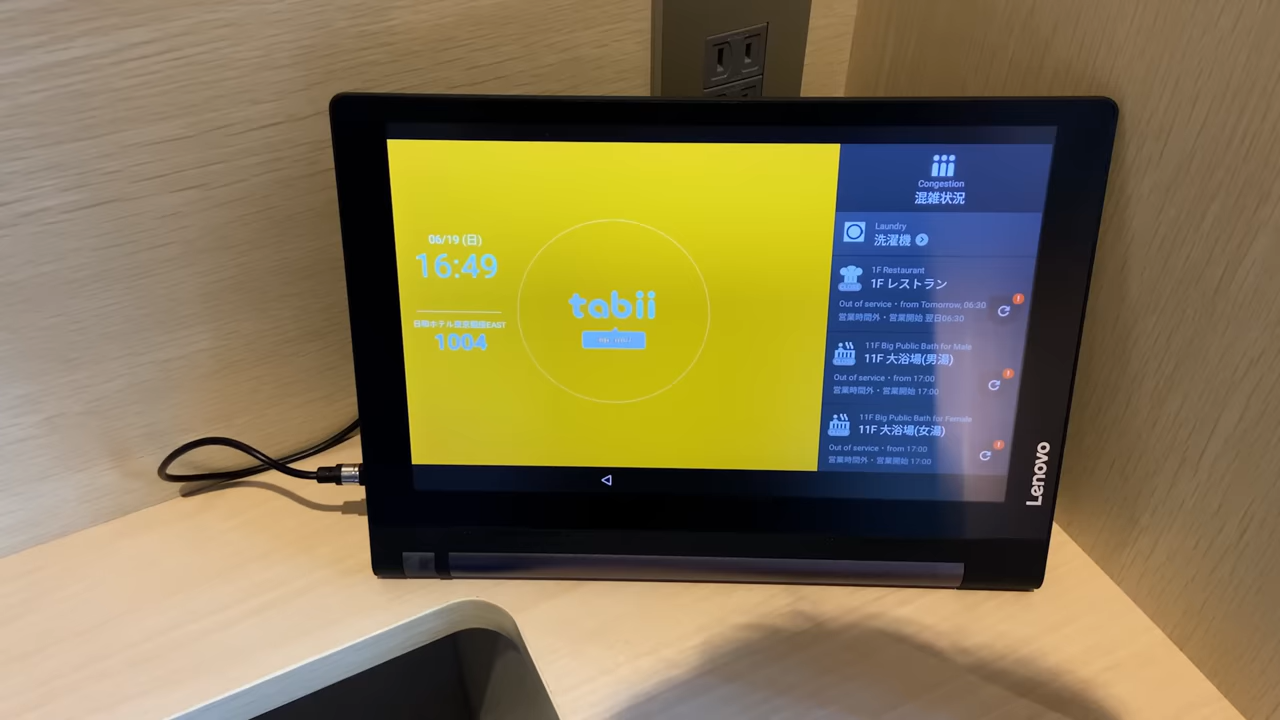 06/19 (日)
16:49
1004
tabii
Congestion
混雑状況
Laundry
洗濯機
1F Restaurant
1F レストラン
Out of service・from Tomorrow, 06:30
営業時間外・営業開始 翌日06:30
11F Big Public Bath for Male
11F 大浴場(男湯)
Out of service・from 17:00
営業時間外・営業開始 17:00
11F Big Public Bath for Female
11F 大浴場(女湯)
Out of service・from 17:00
営業時間外・営業開始 17:00
Lenovo